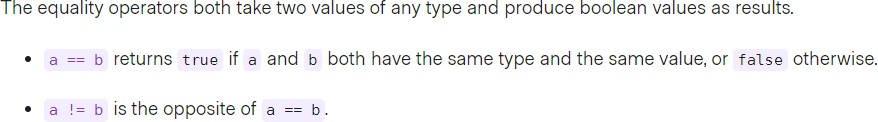 The equality operators both take two values of any type and produce boolean values as results.
• a == b returns true if a and b both have the same type and the same value, or false otherwise.
• a != b is the opposite of a == b.